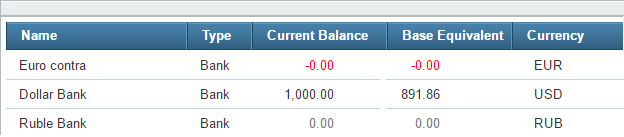 Name Type Current Balance Base Equivalent Currency
Euro contra Bank -0.00 -0.00 EUR
Dollar Bank Bank 1,000.00 891.86 USD
Ruble Bank Bank 0.00 0.00 RUB